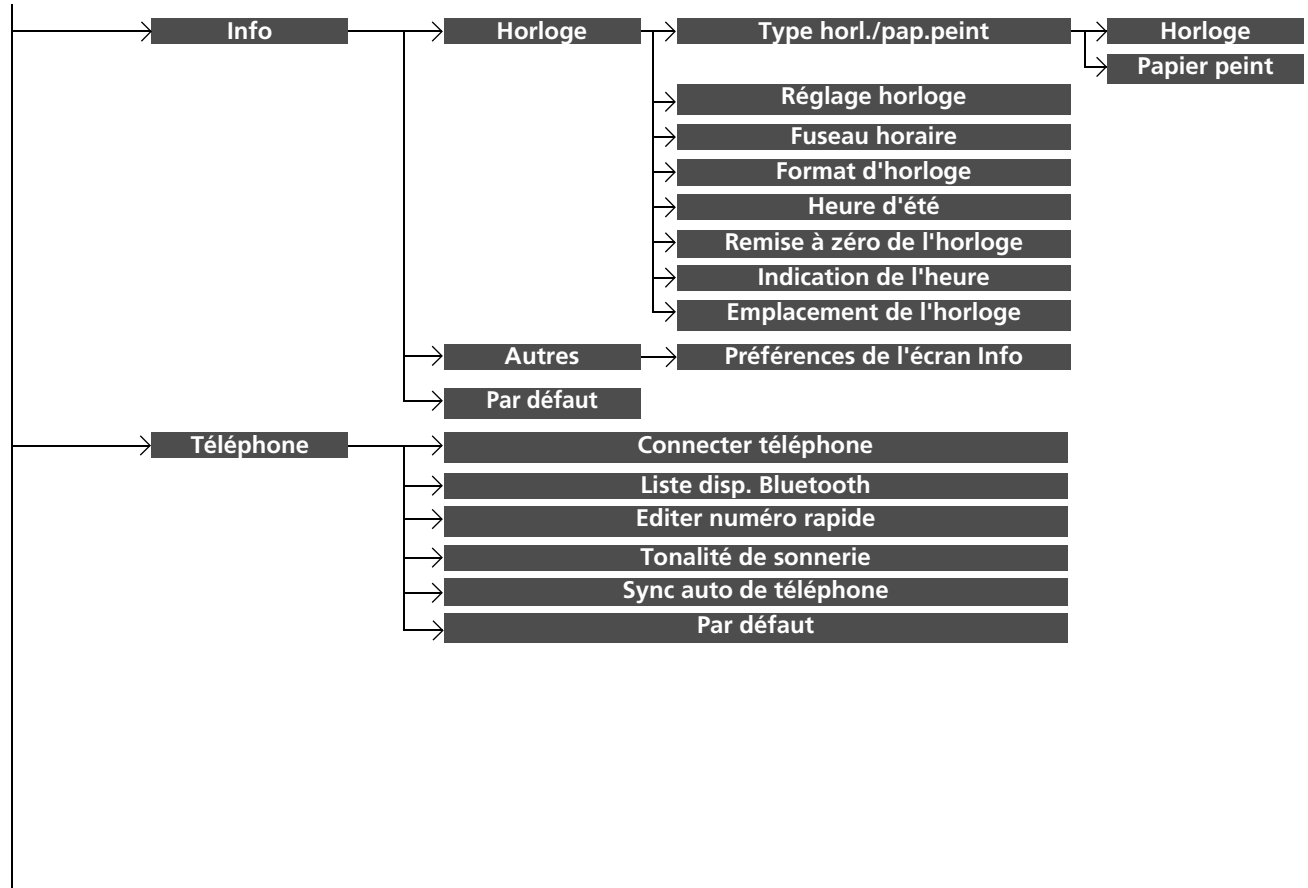 Info
Horloge
Type horl./pap.peint
Horloge
Papier peint
Réglage horloge
Fuseau horaire
Format d'horloge
Heure d'été
Remise à zéro de l'horloge
Indication de l'heure
Emplacement de l'horloge
Autres
Préférences de l'écran Info
Par défaut
Téléphone
Connecter téléphone
Liste disp. Bluetooth
Editer numéro rapide
Tonalité de sonnerie
Sync auto de téléphone
Par défaut